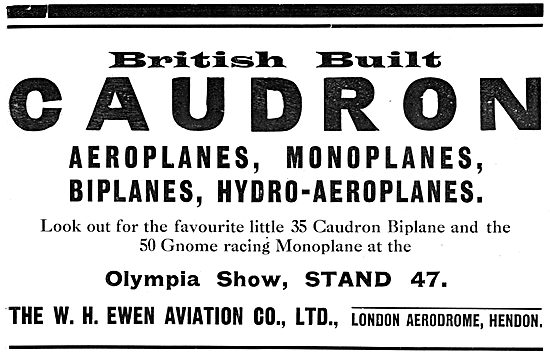 British Built
CAUDRON
AEROPLANES, MONOPLANES,
BIPLANES, HYDRO-AEROPLANES.
Look out for the favourite little 35 Caudron Biplane and the
50 Gnome racing Monoplane at the
Olympia Show, STAND 47.
THE W. H. EWEN AVIATION CO., LTD., LONDON AERODROME, HENDON.